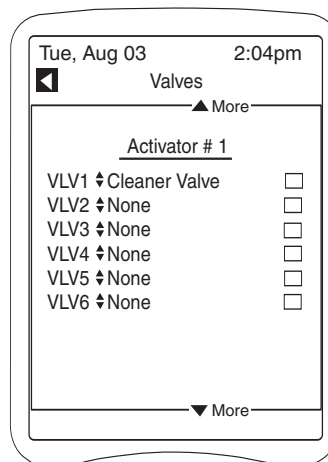 Tue, Aug 03 2:04pm
Valves
More
Activator # 1
VLV1 Cleaner Valve
VLV2 None
VLV3 None
VLV4 None
VLV5 None
VLV6 None
More